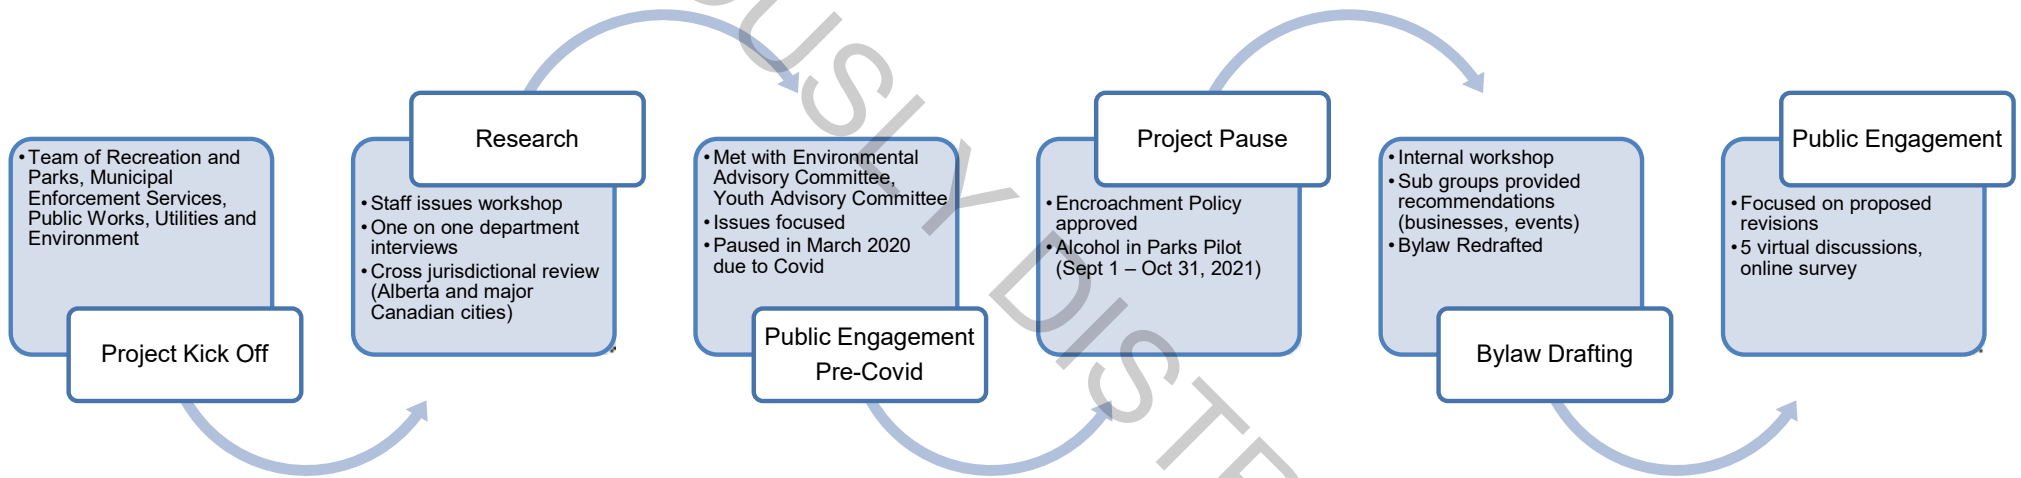 • Team of Recreation and
Parks, Municipal
Enforcement Services,
Public Works, Utilities and
Environment
Project Kick Off
Research
• Staff issues workshop
• One on one department
interviews
• Cross jurisdictional review
(Alberta and major
Canadian cities)
• Met with Environmental
Advisory Committee,
Youth Advisory Committee
• Issues focused
• Paused in March 2020
due to Covid
Public Engagement
Pre-Covid
Project Pause
• Encroachment Policy
approved
• Alcohol in Parks Pilot
(Sept 1 – Oct 31, 2021)
• Internal workshop
• Sub groups provided
recommendations
(businesses, events)
• Bylaw Redrafted
Bylaw Drafting
Public Engagement
• Focused on proposed
revisions
• 5 virtual discussions,
online survey